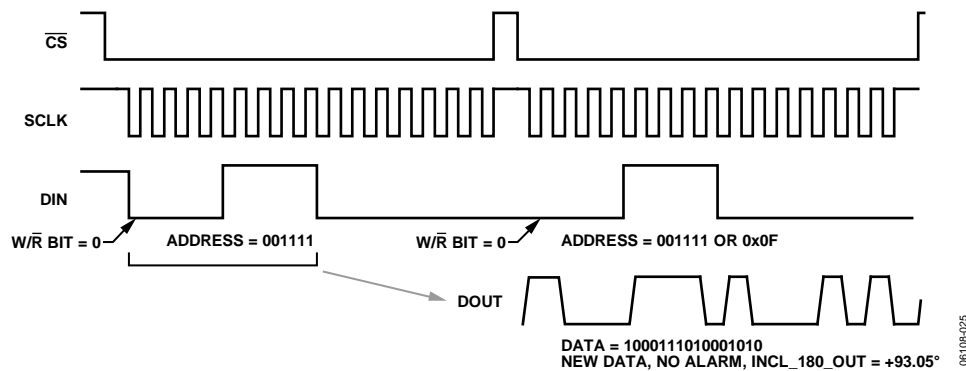 CS
SCLK
DIN
W/R BIT = 0
ADDRESS = 001111
W/R BIT = 0
ADDRESS = 001111 OR 0x0F
DOUT
DATA = 1000111010001010
NEW DATA, NO ALARM, INCL_180_OUT = +93.05°
06108-025